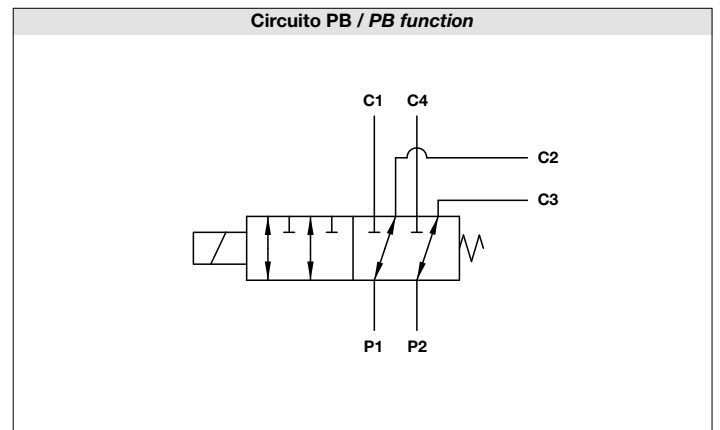 Circuito PB / PB function
C1 C4
C2
C3
P1 P2